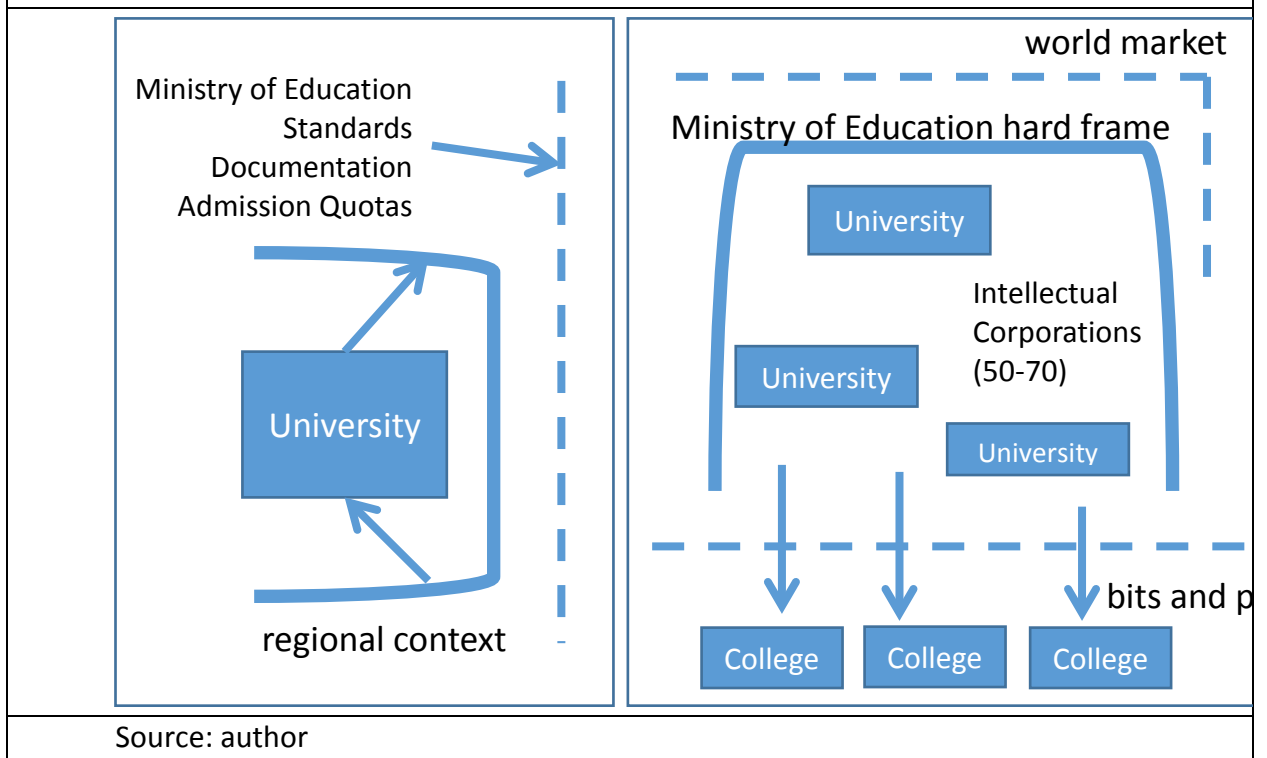 Ministry of Education
Standards
Documentation
Admission Quotas
University
regional context
world market
Ministry of Education hard frame
University
Intellectual
Corporations
(50-70)
University
University
bits and p
College
College
College
Source: author